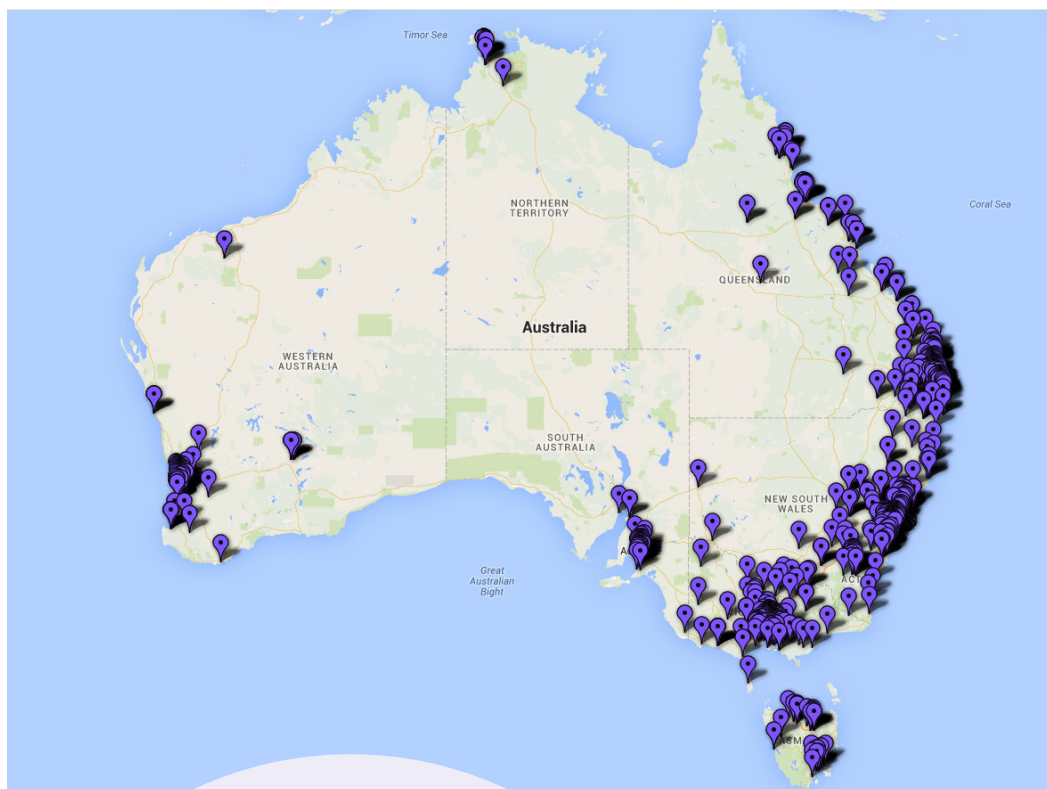 Timor Sea
NORTHERN
TERRITORY
Coral Sea
QUEENSLAND
Australia
WESTERN
AUSTRALIA
SOUTH
AUSTRALIA
NEW SOUTH
WALES
Great
Australian
Bight